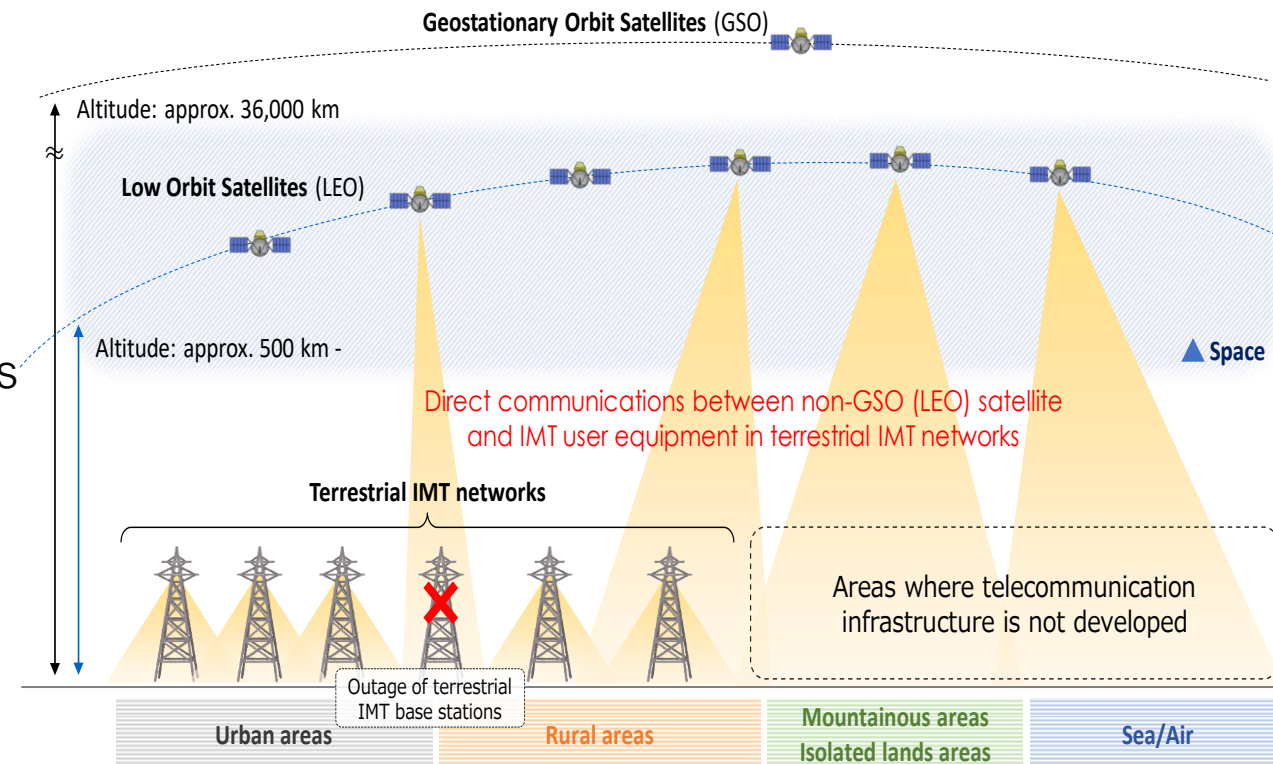 Geostationary Orbit Satellites (GSO)
Altitude: approx. 36,000 km
Low Orbit Satellites (LEO)
Altitude: approx. 500 km -
S
Space
Direct communications between non-GSO (LEO) satellite
and IMT user equipment in terrestrial IMT networks
Terrestrial IMT networks
Areas where telecommunication
infrastructure is not developed
Outage of terrestrial
IMT base stations
Urban areas
Rural areas
Mountainous areas
Isolated lands areas
Sea/Air